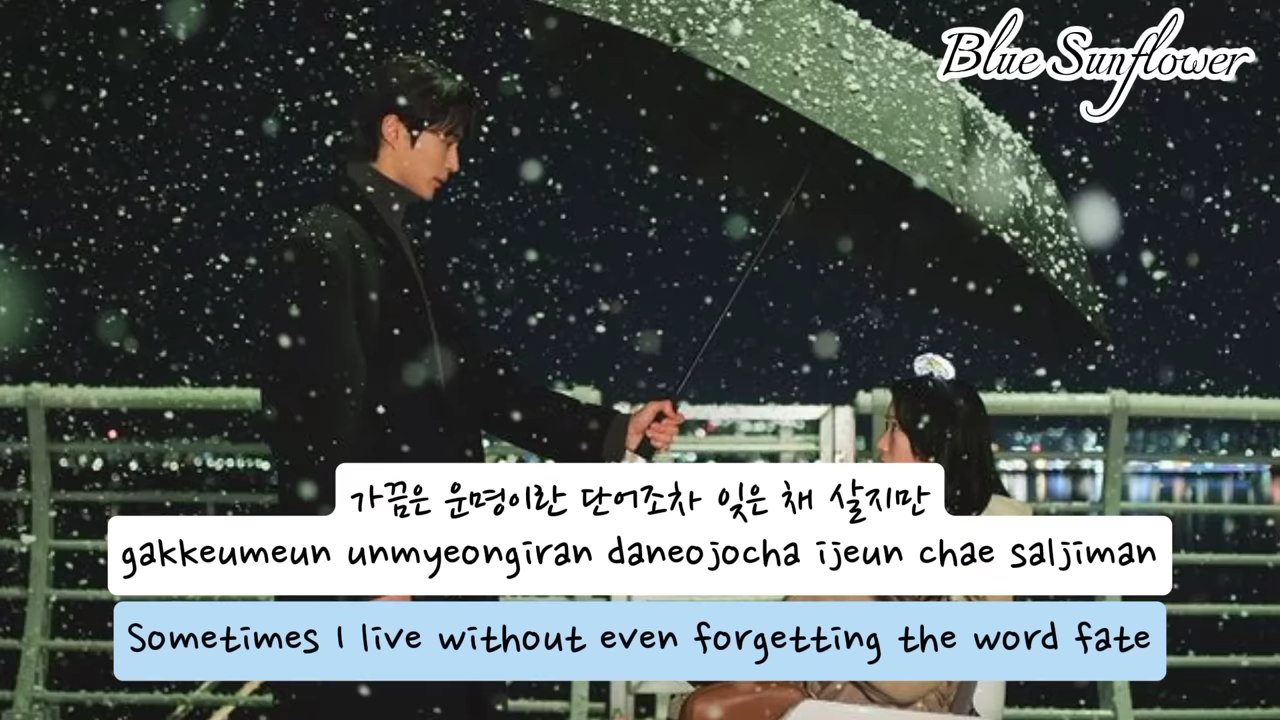 Blue Sunflower
가끔은 운명이란 단어조차 잊은 채 살지만
gakkeumeun unmyeongiran daneojocha ijeun chae saljiman
Sometimes I live without even forgetting the word fate